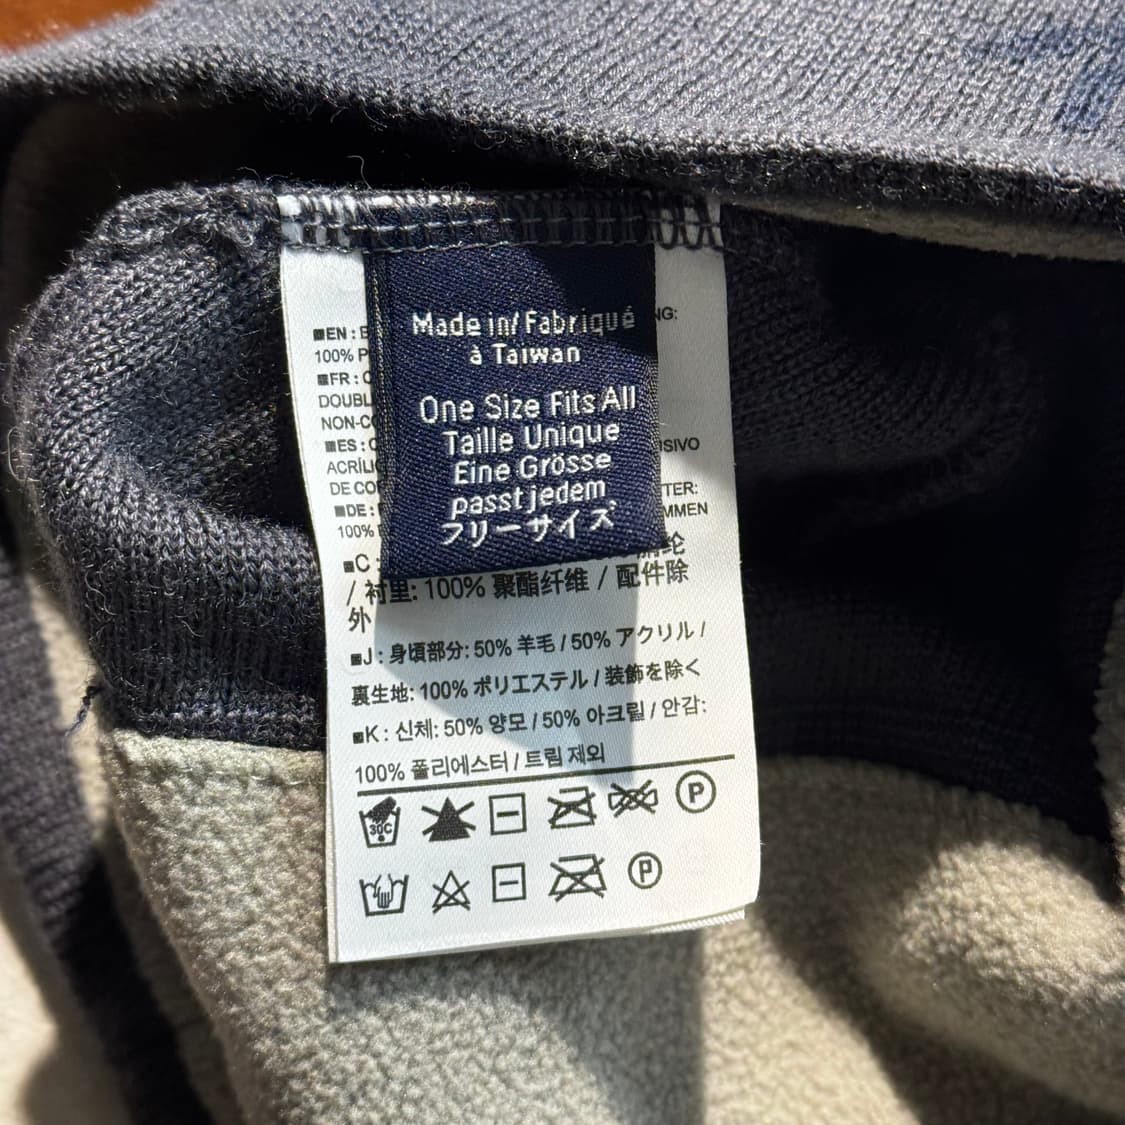 Made in/ Fabriqué
à Taiwan
One Size Fits All
Taille Unique
Eine Grösse
passt jedem
フリーサイズ
■EN :
NG:
100%
■FR :
DOUBL
NON-CO
■ES :
USIVO
ACRÍLIC
DE CO
TTER:
■DE :
MMEN
100%
■C :
纶
/ 衬里: 100% 聚酯纤维 / 配件除
外
■J : 身頃部分: 50% 羊毛 / 50% アクリル /
裏生地: 100% ポリエステル / 装飾を除く
■K : 신체: 50% 양모 / 50% 아크릴 / 안감:
100% 폴리에스터 / 트림 제외
30C
P
P